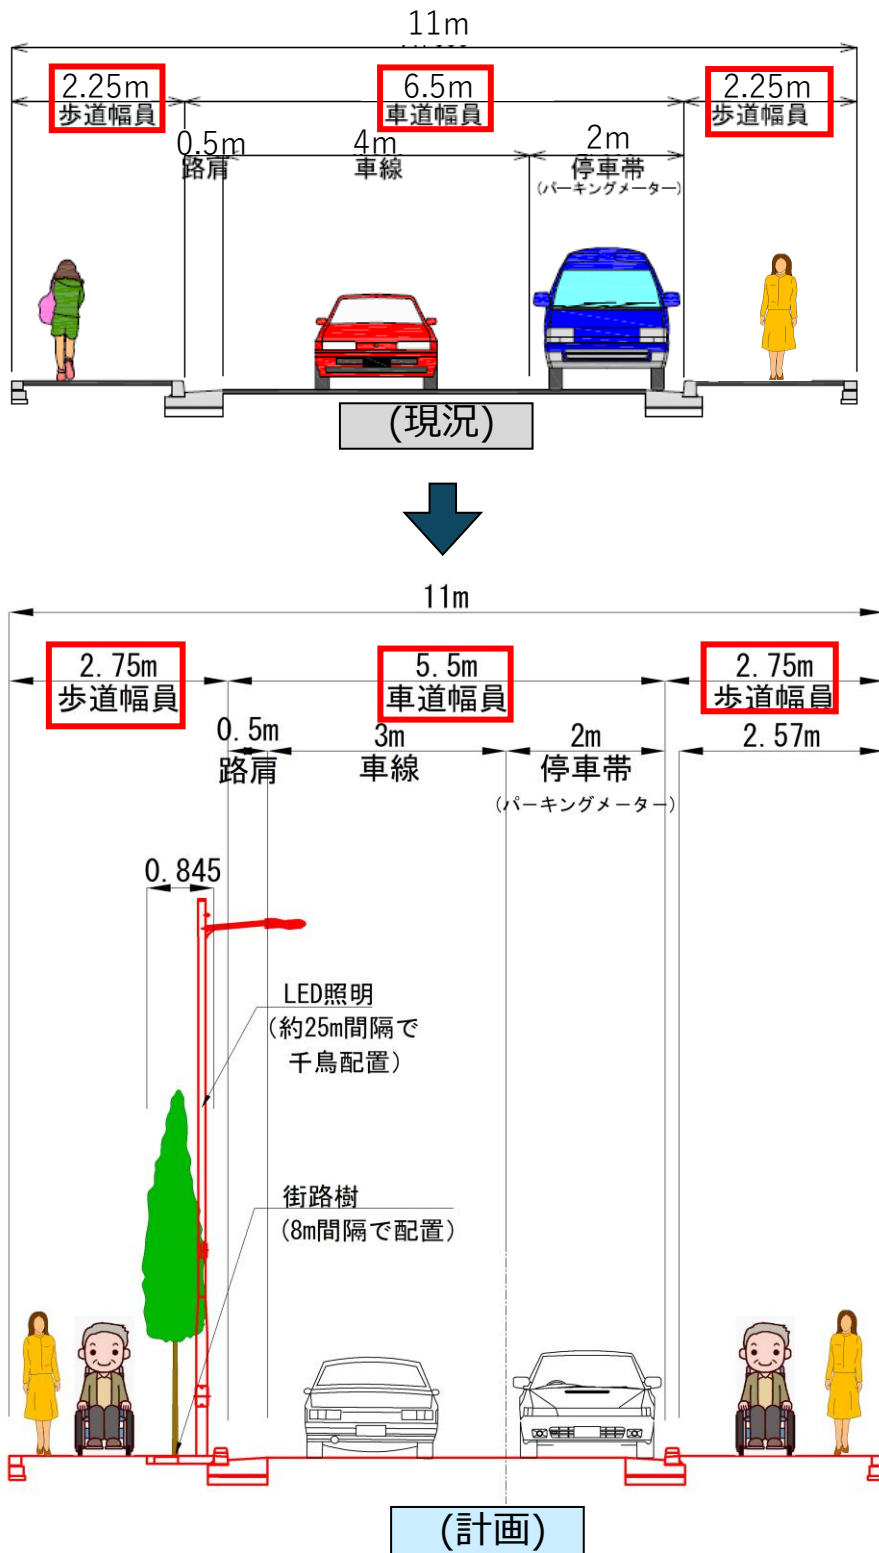 11m
2.25m
歩道幅員
6.5m
車道幅員
2.25m
歩道幅員
0.5m
路肩
4m
車線
2m
停車帯
(パーキングメーター)
(現況)
11m
2.75m
歩道幅員
5.5m
車道幅員
2.75m
歩道幅員
0.5m
路肩
3m
車線
2m
停車帯
(パーキングメーター)
2.57m
0.845
LED照明
(約25m間隔で
千鳥配置)
街路樹
(8m間隔で配置)
(計画)